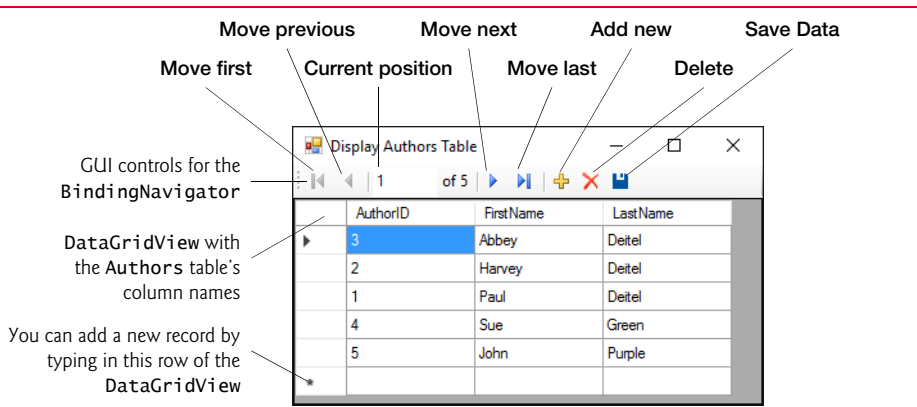 Move previous Move next Add new Save Data
Move first Current position Move last Delete
GUI controls for the
BindingNavigator
DataGridView with
the Authors table's
column names
You can add a new record by
typing in this row of the
DataGridView
Display Authors Table
1 of 5
AuthorID FirstName LastName
3 Abbey Deitel
2 Harvey Deitel
1 Paul Deitel
4 Sue Green
5 John Purple
*